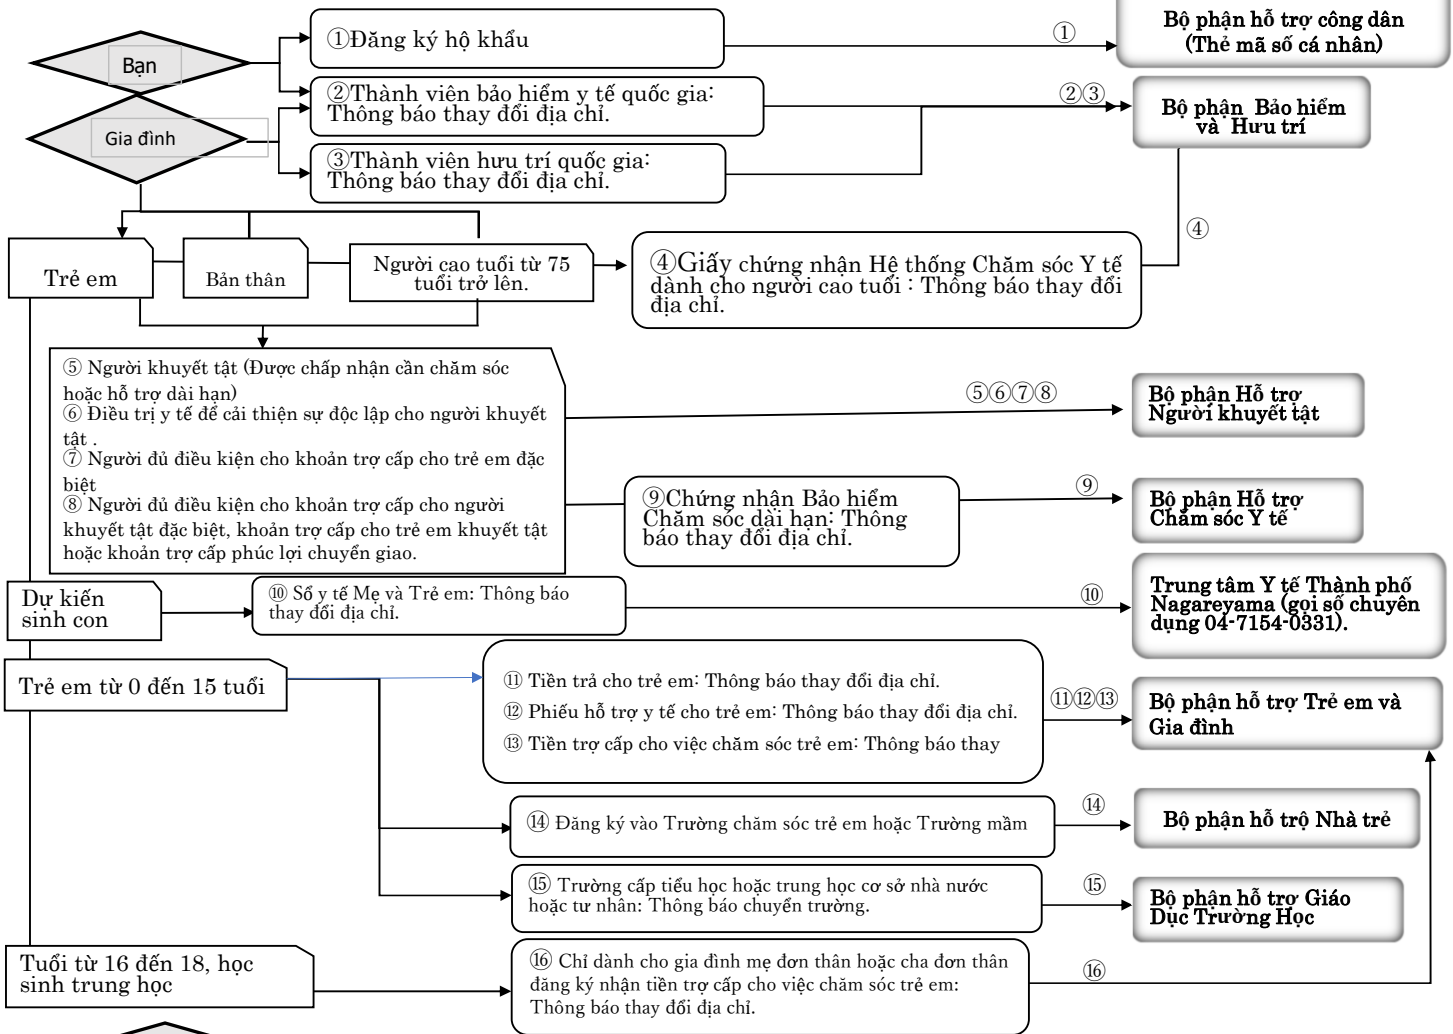 Bạn
①Đăng ký hộ khẩu
①
Bộ phận hỗ trợ công dân
(Thẻ mã số cá nhân)
②Thành viên bảo hiểm y tế quốc gia:
Thông báo thay đổi địa chỉ.
②③
Bộ phận Bảo hiểm
và Hưu trí
Gia đình
③Thành viên hưu trí quốc gia:
Thông báo thay đổi địa chỉ.
Trẻ em
Bản thân
Người cao tuổi từ 75
tuổi trở lên.
④Giấy chứng nhận Hệ thống Chăm sóc Y tế
dành cho người cao tuổi : Thông báo thay đổi
địa chỉ.
④
⑤ Người khuyết tật (Được chấp nhận cần chăm sóc
hoặc hỗ trợ dài hạn)
⑥ Điều trị y tế để cải thiện sự độc lập cho người khuyết
tật .
⑦ Người đủ điều kiện cho khoản trợ cấp cho trẻ em đặc
biệt
⑧ Người đủ điều kiện cho khoản trợ cấp cho người
khuyết tật đặc biệt, khoản trợ cấp cho trẻ em khuyết tật
hoặc khoản trợ cấp phúc lợi chuyển giao.
⑤⑥⑦⑧
Bộ phận Hỗ trợ
Người khuyết tật
⑨Chứng nhận Bảo hiểm
Chăm sóc dài hạn: Thông
báo thay đổi địa chỉ.
⑨
Bộ phận Hỗ trợ
Chăm sóc Y tế
Dự kiến
sinh con
⑩ Sổ y tế Mẹ và Trẻ em: Thông báo
thay đổi địa chỉ.
⑩
Trung tâm Y tế Thành phố
Nagareyama (gọi số chuyên
dụng 04-7154-0331).
Trẻ em từ 0 đến 15 tuổi
⑪ Tiền trả cho trẻ em: Thông báo thay đổi địa chỉ.
⑫ Phiếu hỗ trợ y tế cho trẻ em: Thông báo thay đổi địa chỉ.
⑬ Tiền trợ cấp cho việc chăm sóc trẻ em: Thông báo thay
⑪⑫⑬
Bộ phận hỗ trợ Trẻ em và
Gia đình
⑭ Đăng ký vào Trường chăm sóc trẻ em hoặc Trường mầm
⑭
Bộ phận hỗ trộ Nhà trẻ
⑮ Trường cấp tiểu học hoặc trung học cơ sở nhà nước
hoặc tư nhân: Thông báo chuyển trường.
⑮
Bộ phận hỗ trợ Giáo
Dục Trường Học
Tuổi từ 16 đến 18, học
sinh trung học
⑯ Chỉ dành cho gia đình mẹ đơn thân hoặc cha đơn thân
đăng ký nhận tiền trợ cấp cho việc chăm sóc trẻ em:
Thông báo thay đổi địa chỉ.
⑯